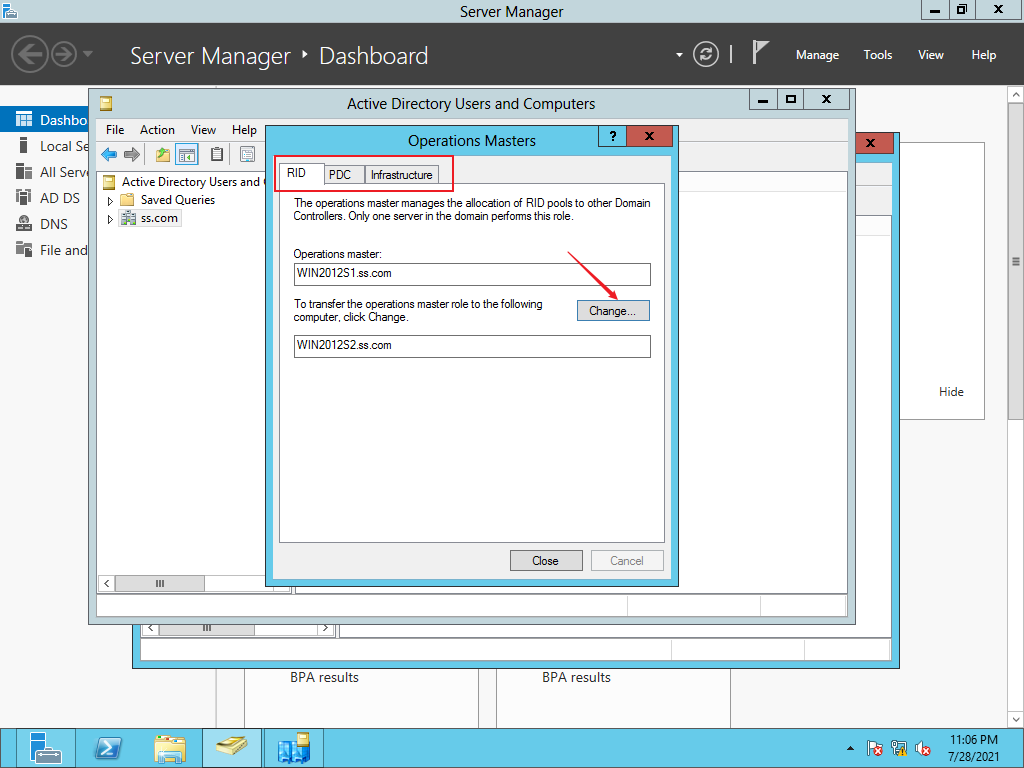 Server Manager
Server Manager ‣ Dashboard
Manage
Tools
View
Help
Dashbo
Local Se
All Serve
AD DS
DNS
File and
Active Directory Users and Computers
File
Action
View
Help
Active Directory Users and
Saved Queries
ss.com
Operations Masters
?
RID
PDC
Infrastructure
The operations master manages the allocation of RID pools to other Domain
Controllers. Only one server in the domain performs this role.
Operations master:
WIN2012S1.ss.com
To transfer the operations master role to the following
computer, click Change.
Change...
WIN2012S2.ss.com
Close
Cancel
Hide
BPA results
BPA results
11:06 PM
7/28/2021